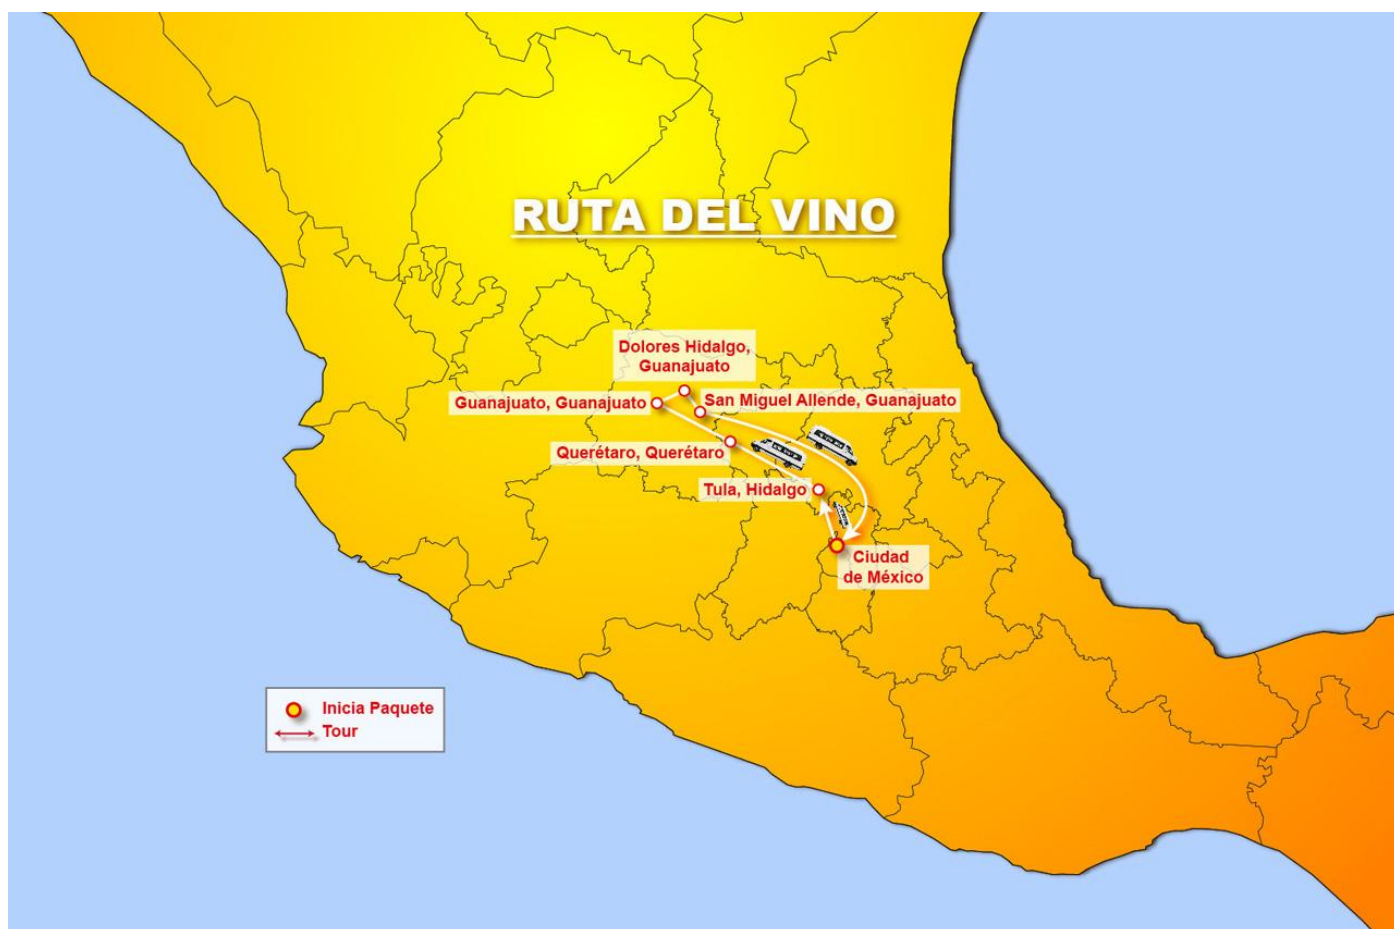 RUTA DEL VINO
Dolores Hidalgo,
Guanajuato
Guanajuato, Guanajuato
San Miguel Allende, Guanajuato
Querétaro, Querétaro
Tula, Hidalgo
Ciudad
de México
Inicia Paquete
Tour